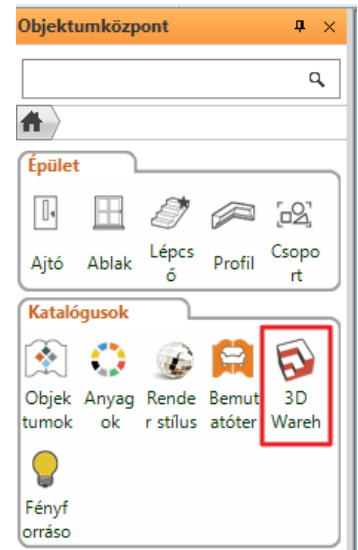 Objektumközpont
Épület
Ajtó Ablak Lépcs
ő Profil Csopo
rt
Katalógusok
Objek
tumok Anyag
ok Rende
r stílus Bemut
atóter 3D
Wareh
Fényf
orráso